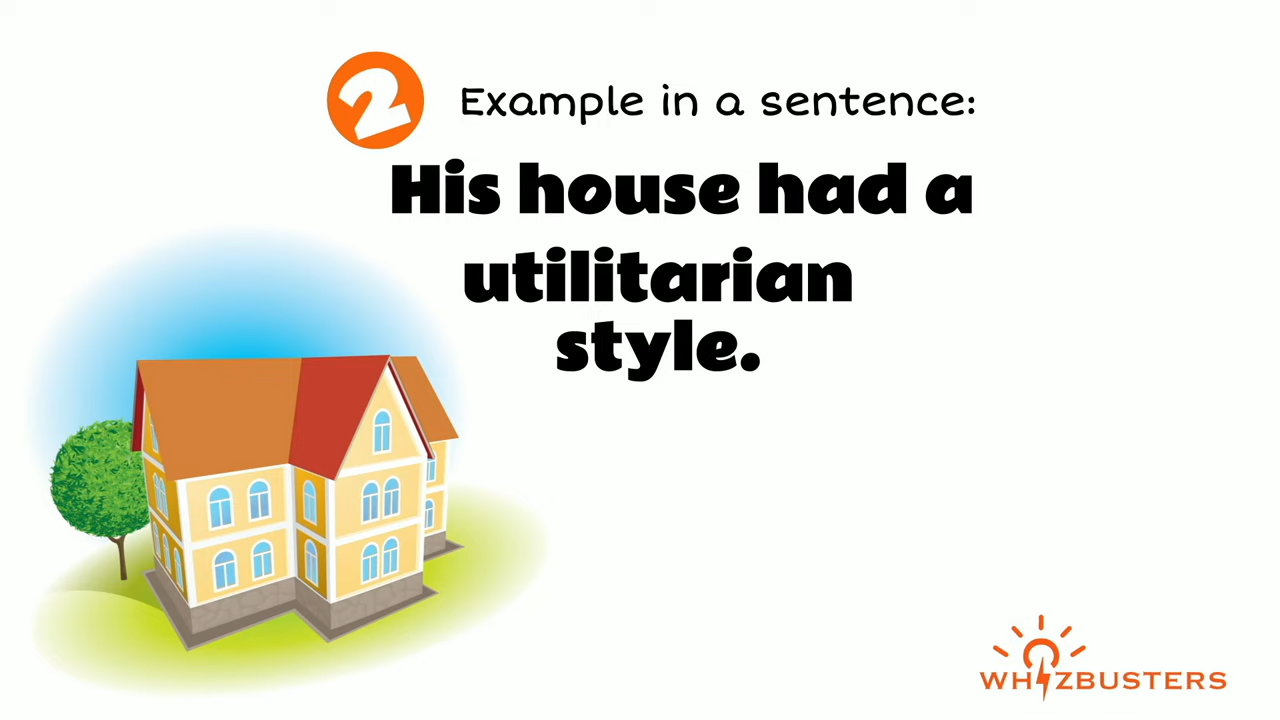 2 Example in a sentence:
His house had a
utilitarian
style.
WHIZBUSTERS